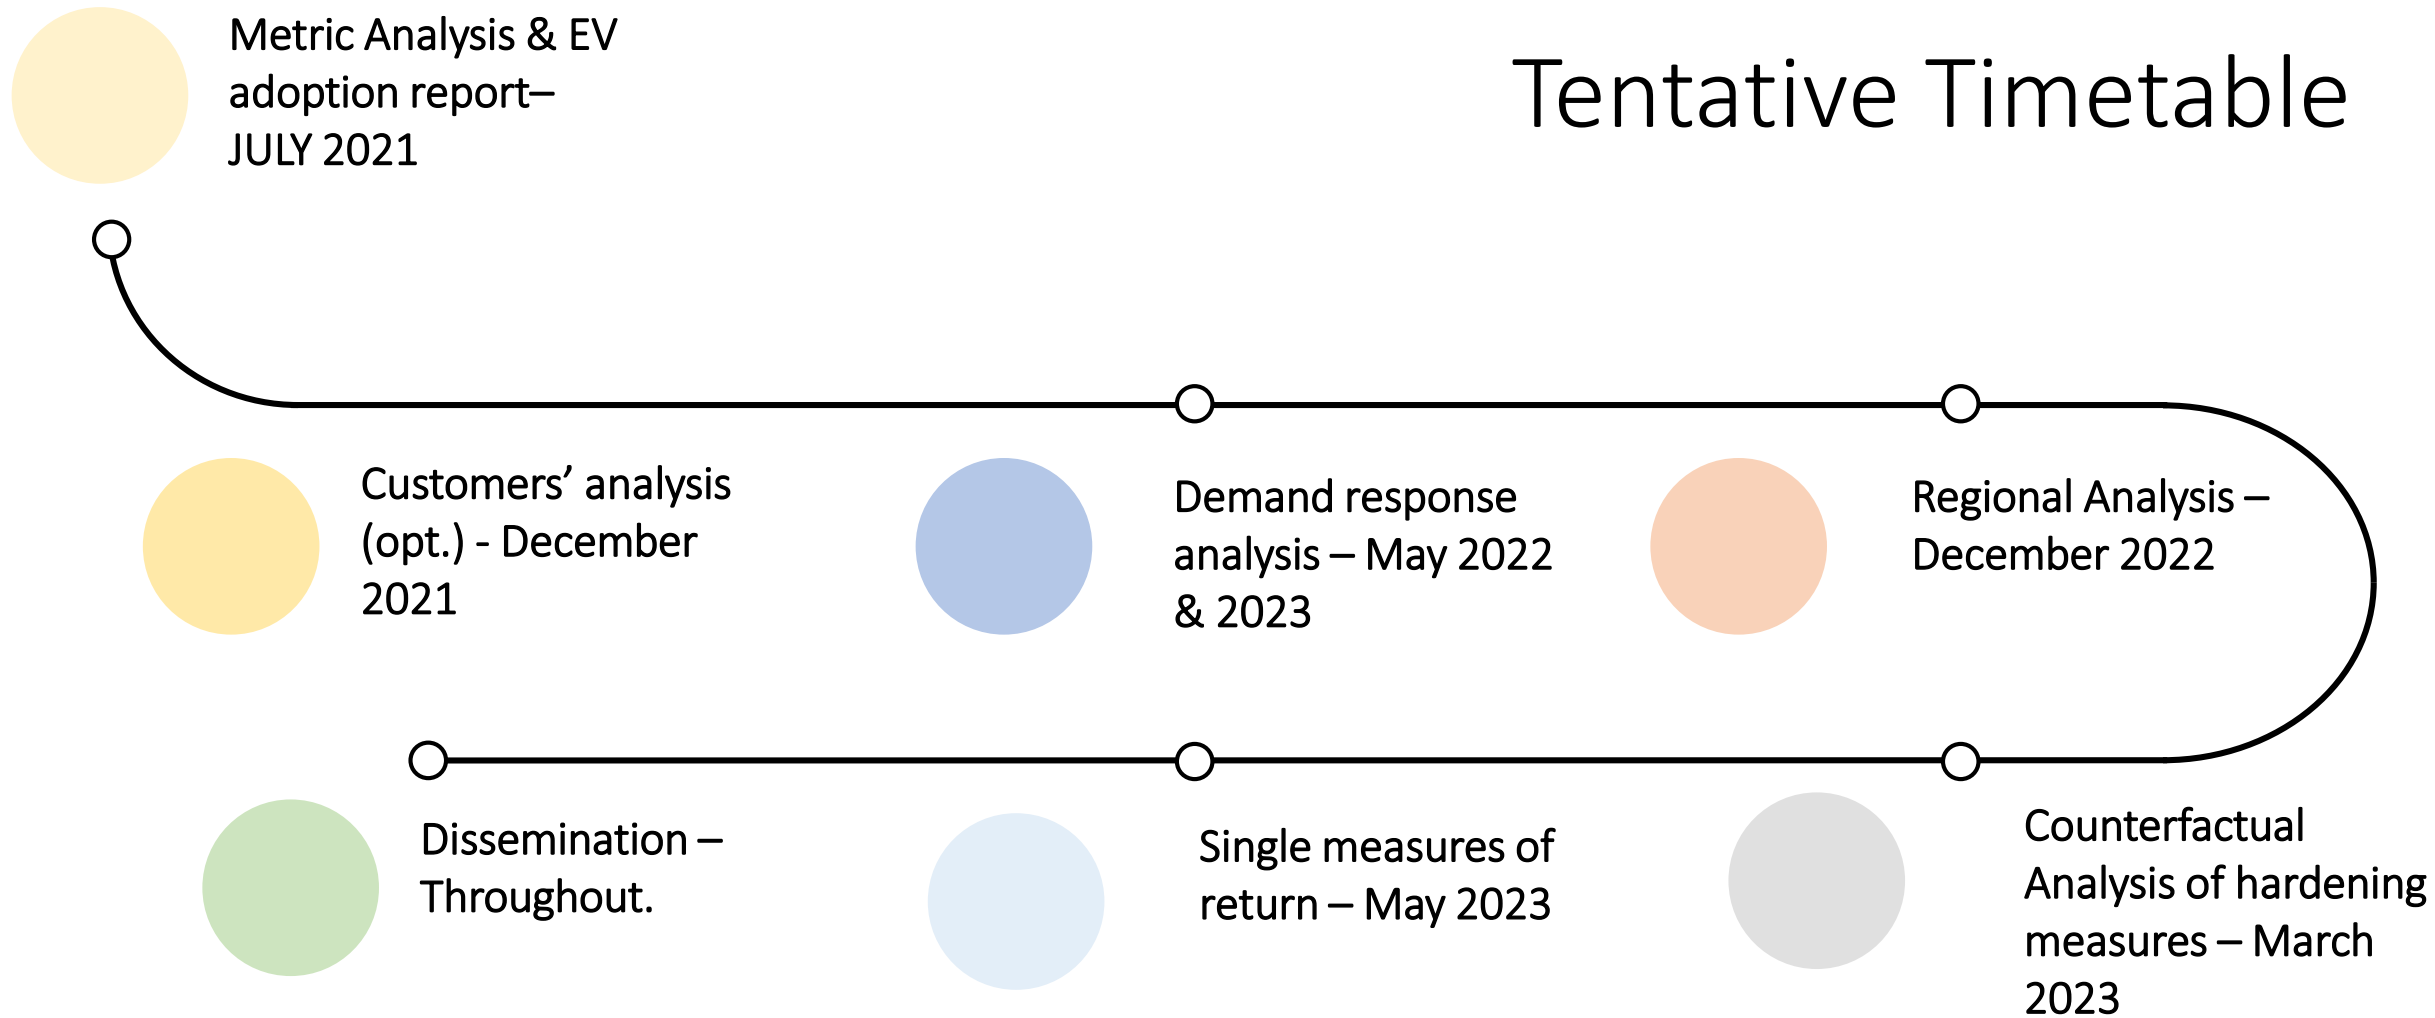 Tentative Timetable
Metric Analysis & EV
adoption report–
JULY 2021
Customers’ analysis
(opt.) - December
2021
Demand response
analysis – May 2022
& 2023
Regional Analysis –
December 2022
Dissemination –
Throughout.
Single measures of
return – May 2023
Counterfactual
Analysis of hardening
measures – March
2023